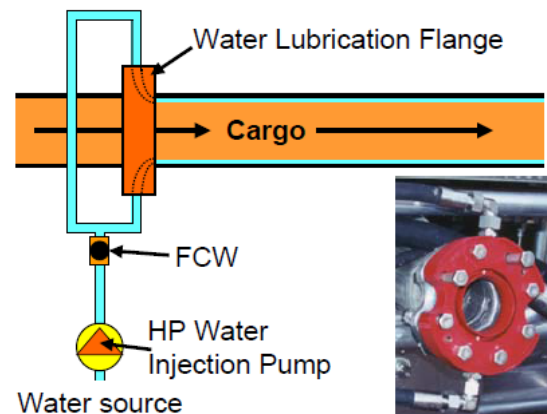 Water Lubrication Flange
Cargo
FCW
HP Water
Injection Pump
Water source